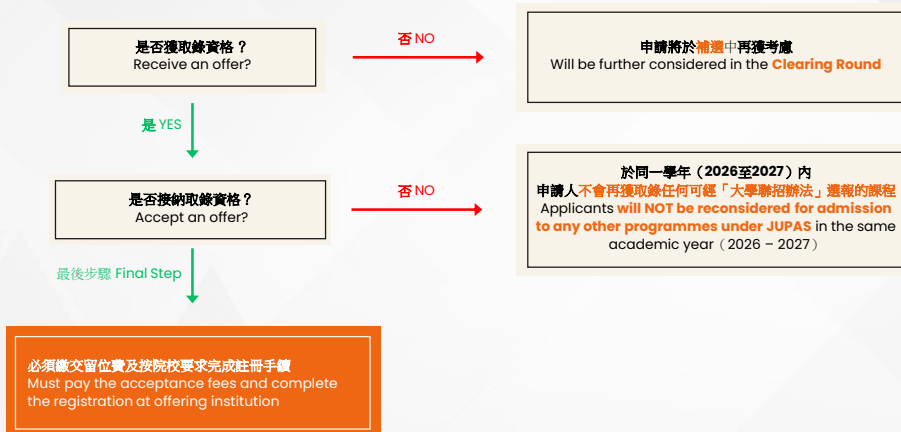 是否獲取錄資格？
Receive an offer?
否 NO
申請將於補選中再獲考慮
Will be further considered in the Clearing Round
是 YES
是否接納取錄資格？
Accept an offer?
否 NO
於同一學年（2026至2027）內
申請人不會再獲取錄任何可經「大學聯招辦法」選報的課程
Applicants will NOT be reconsidered for admission
to any other programmes under JUPAS in the same
academic year（2026 – 2027）
最後步驟 Final Step
必須繳交留位費及按院校要求完成註冊手續
Must pay the acceptance fees and complete
the registration at offering institution